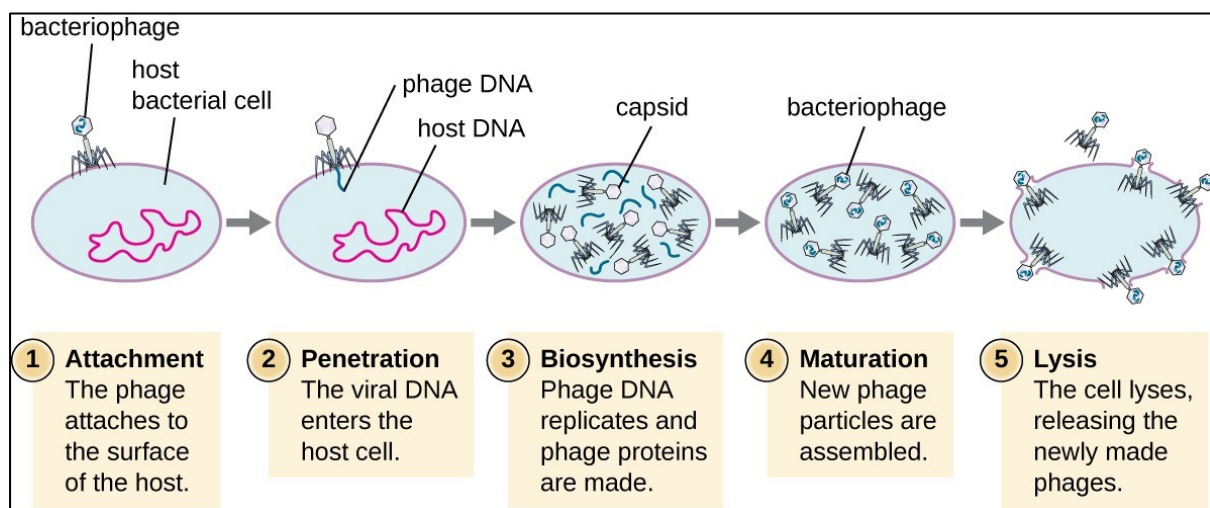 bacteriophage
host
bacterial cell
phage DNA
host DNA
capsid
bacteriophage
1 Attachment
The phage
attaches to
the surface
of the host.
2 Penetration
The viral DNA
enters the
host cell.
3 Biosynthesis
Phage DNA
replicates and
phage proteins
are made.
4 Maturation
New phage
particles are
assembled.
5 Lysis
The cell lyses,
releasing the
newly made
phages.